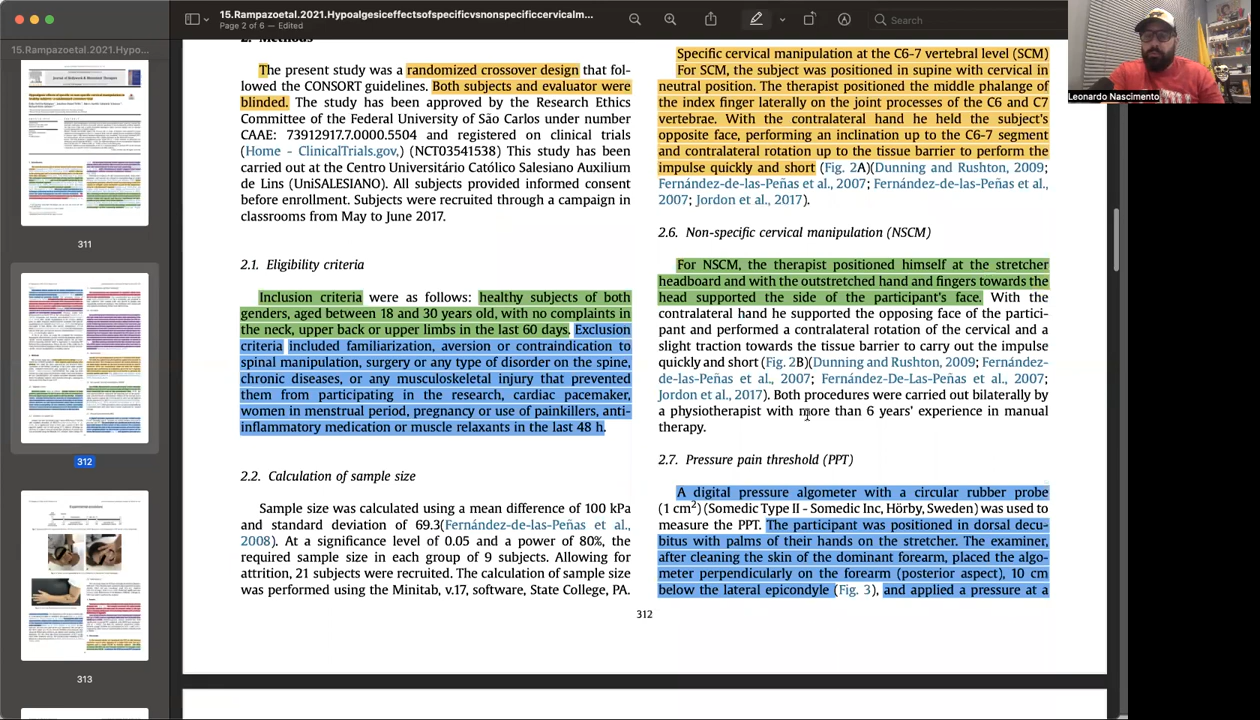 15.Rampazoetal.2021.Hypoalgesiceffectsofspecificvsnonspecificcervicalm...
Page 2 of 6 – Edited
Search
15.Rampazoetal.2021.Hypo...
311
312
313
Leonardo Nascimento
2. Methods
The present study was a randomized crossover design that fol-
lowed the CONSORT guidelines. Both subjects and evaluator were
blinded. The study has been approved by the Research Ethics
Committee of the Federal University of São Carlos under number
CAAE: 73912917.7.0000.5504 and registered on clinical trials
(Home - ClinicalTrials.gov,) (NCT03541538) This study has been
carried out at the Centro Universitário Católico Salesiano Auxilium
de Lins (UniSALESIANO). All subjects provided informed consent
before enrollment. Subjects were recruited through a campaign in
classrooms from May to June 2017.
2.1. Eligibility criteria
Inclusion criteria were as follows: healthy subjects of both
genders, aged between 18 and 30 years old, with no complaints in
the neck, upper back or upper limbs in the last 60 days. Exclusion
criteria included familiarization, aversion or contraindication to
spinal manipulation, surgery or any type of disorder on the spine,
chronic diseases, or any musculoskeletal injury that prevented
them from participating in the research, cardiac pacemaker,
women in menstrual period, pregnancy or use of painkillers, anti-
inflammatory medication or muscle relaxants in the last 48 h.
2.2. Calculation of sample size
Sample size was calculated using a mean difference of 100 kPa
and standard deviation of 69.3(Fernández-de-las-Peñas et al.,
2008). At a significance level of 0.05 and a power of 80%, the
required sample size in each group of 9 subjects. Allowing for
attrition, 21 subjects were recruited. The calculation of sample size
was performed using the Minitab, v.17, software, State College, PA.
Specific cervical manipulation at the C6-7 vertebral level (SCM)
For SCM, the subject was positioned in supine with cervical in
neutral position. The therapist positioned the middle phalange of
the index finger laterally on the joint processes of the C6 and C7
vertebrae. With the contralateral hand he held the subject's
opposite face, performing an inclination up to the C6-7 segment
and contralateral rotation up to the tissue barrier to perform the
impulse quickly and short (Fig. 2A)(Dunning and Rushton, 2009;
Fernández-de-las-Peñas et al., 2007; Fernández-de-las-Peñas et al.,
2007; Jordon et al., 2017).
2.6. Non-specific cervical manipulation (NSCM)
For NSCM, the therapist positioned himself at the stretcher
headboard and with the outstretched hand and fingers towards the
head supported the side of the participant's face. With the
contralateral hand he supported the opposing face of the partici-
pant and performed a contralateral rotation of the cervical and a
slight traction towards the tissue barrier to carry out the impulse
quickly and short (Fig. 2B)(Dunning and Rushton, 2009; Fernández-
de-las-Peñas et al., 2007; Fernández-De-Las-Peñas et al., 2007;
Jordon et al., 2017). Both procedures were carried out bilaterally by
a physiotherapist with more than 6 years' experience in manual
therapy.
2.7. Pressure pain threshold (PPT)
A digital pressure algometer with a circular rubber probe
(1 cm²) (Somedic Type II - Somedic Inc, Hörby, Sweden) was used to
measure the PPT. The participant was positioned in dorsal decu-
bitus with palms of their hands on the stretcher. The examiner,
after cleaning the skin of the dominant forearm, placed the algo-
meter perpendicularly on the forearm (posterior aspect), 10 cm
below the lateral epicondyle (Fig. 3), and applied a pressure at a
312